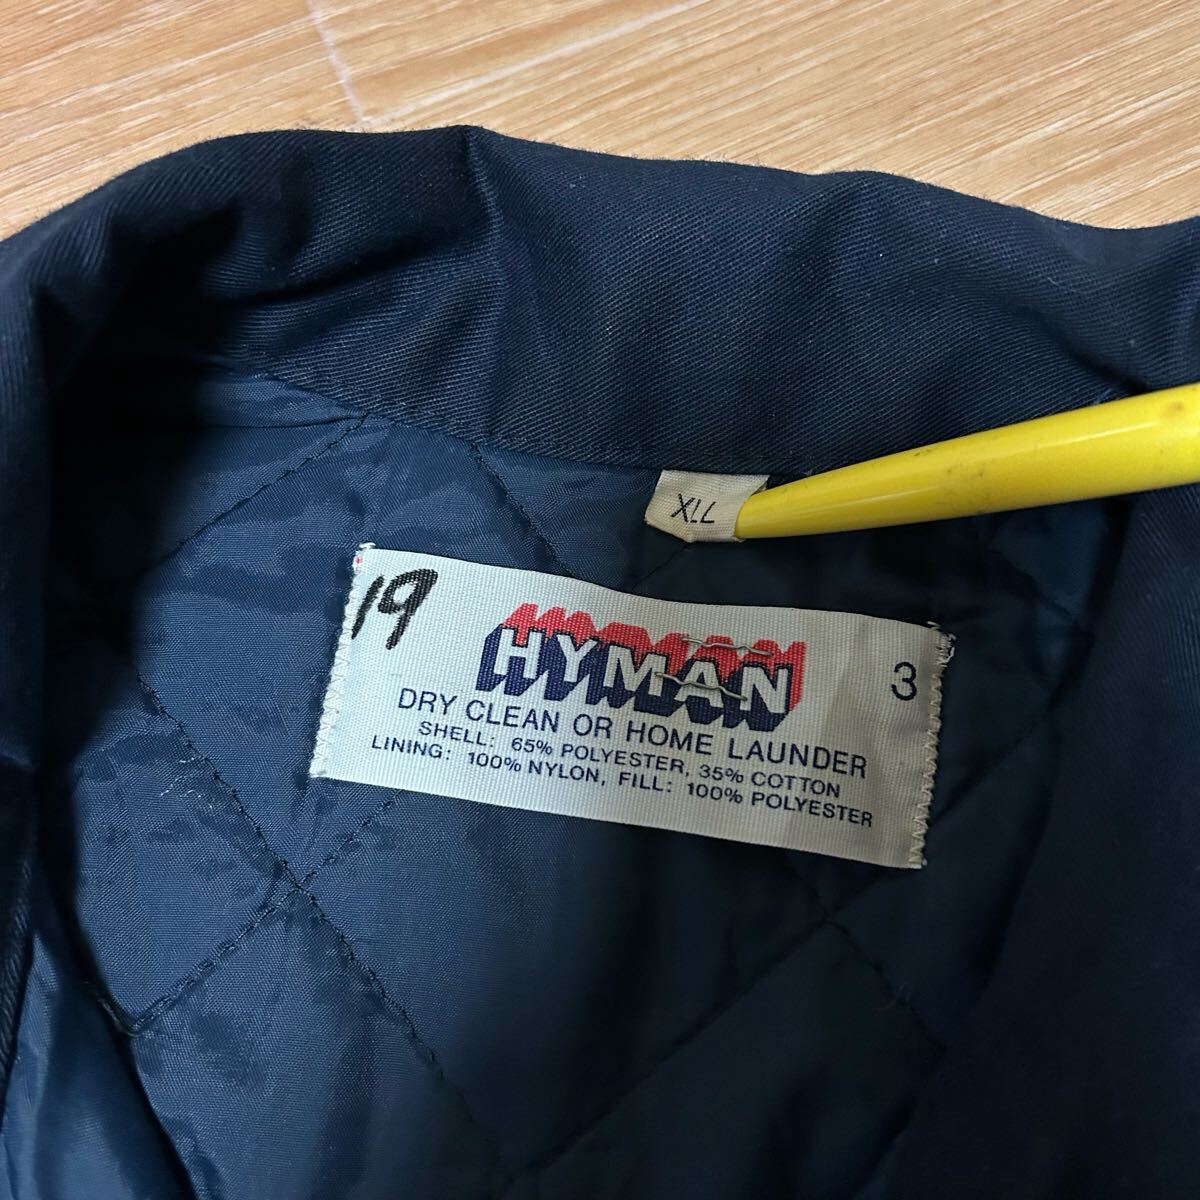 XLL
19
HYMAN
3
DRY CLEAN OR HOME LAUNDER
SHELL: 65% POLYESTER, 35% COTTON
LINING: 100% NYLON, FILL: 100% POLYESTER